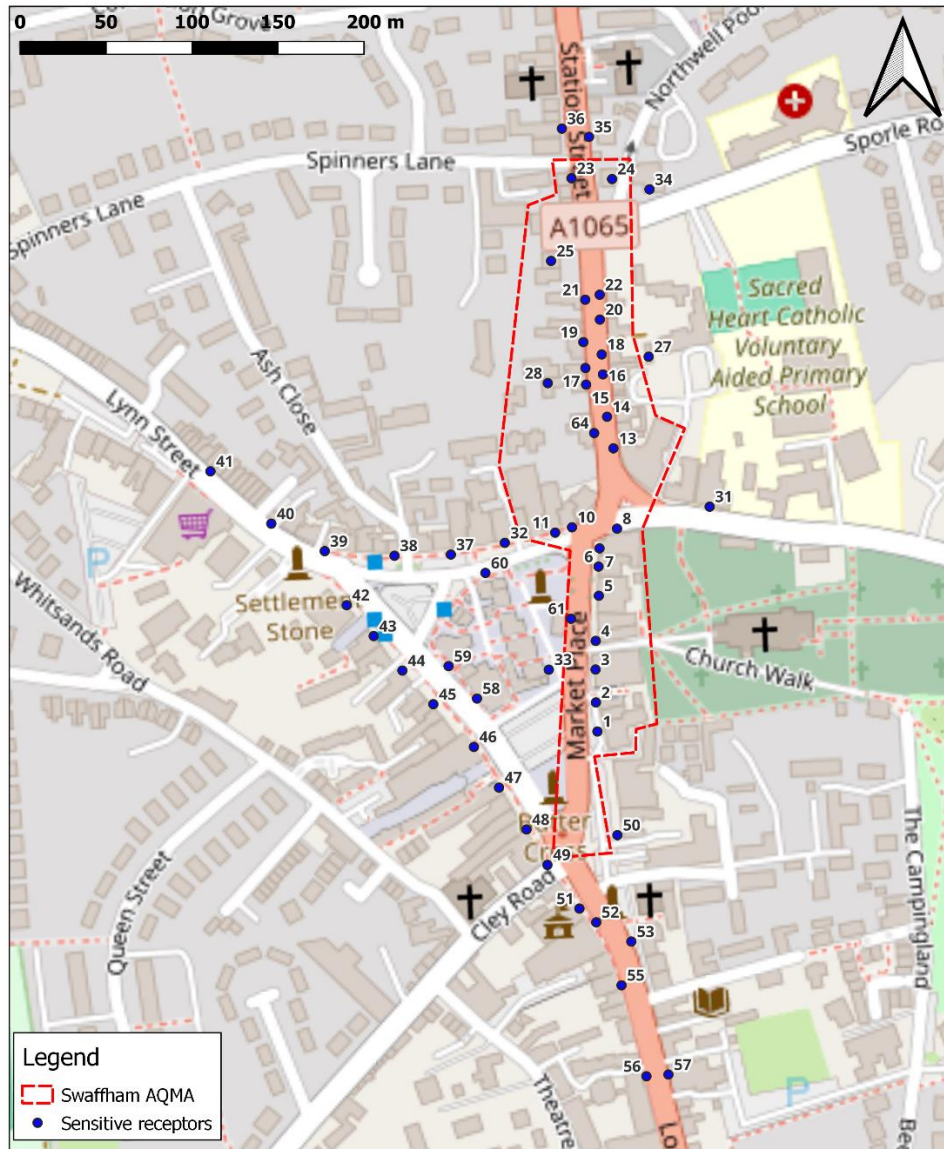 0 50 100 150 200 m
Grove
Station Street
Northwell Pool
36
35
Spinners Lane
Sporle Ro
23
24
34
Spinners Lane
A1065
25
22
21
20
Sacred
Heart Catholic
Voluntary
Aided Primary
School
19
18
27
Ash Close
28
17
16
15
14
64
13
Lynn Street
41
31
40
11
10
8
39
38
37
32
6
7
60
P
Settlement
Stone
42
5
61
43
4
Whitsands Road
44
59
33
3
Church Walk
45
58
2
Market Place
1
46
47
48
Butter
Cross
50
49
The Campingland
Queen Street
Cley Road
51
52
53
55
56
57
P
Legend
Swaffham AQMA
Sensitive receptors
Theatre
Lo
Bee